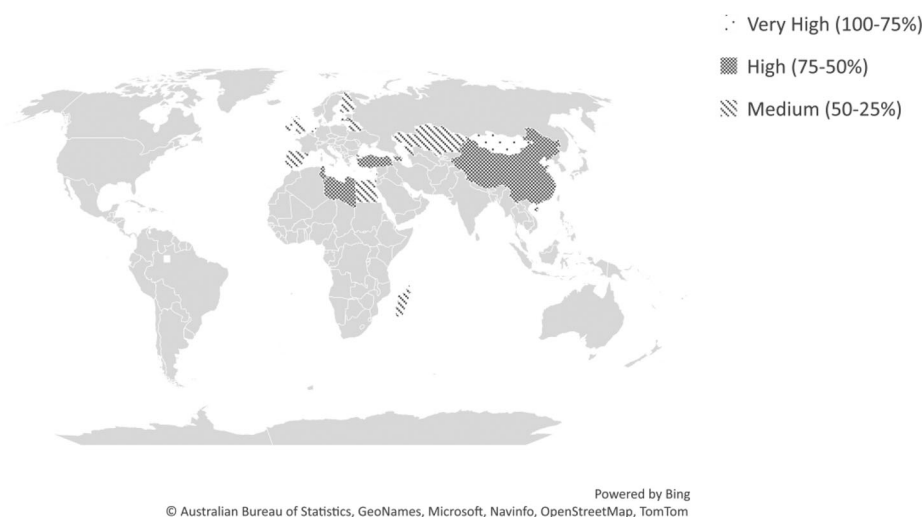 Very High (100-75%)
High (75-50%)
Medium (50-25%)
Powered by Bing
© Australian Bureau of Statistics, GeoNames, Microsoft, Navinfo, OpenStreetMap, TomTom